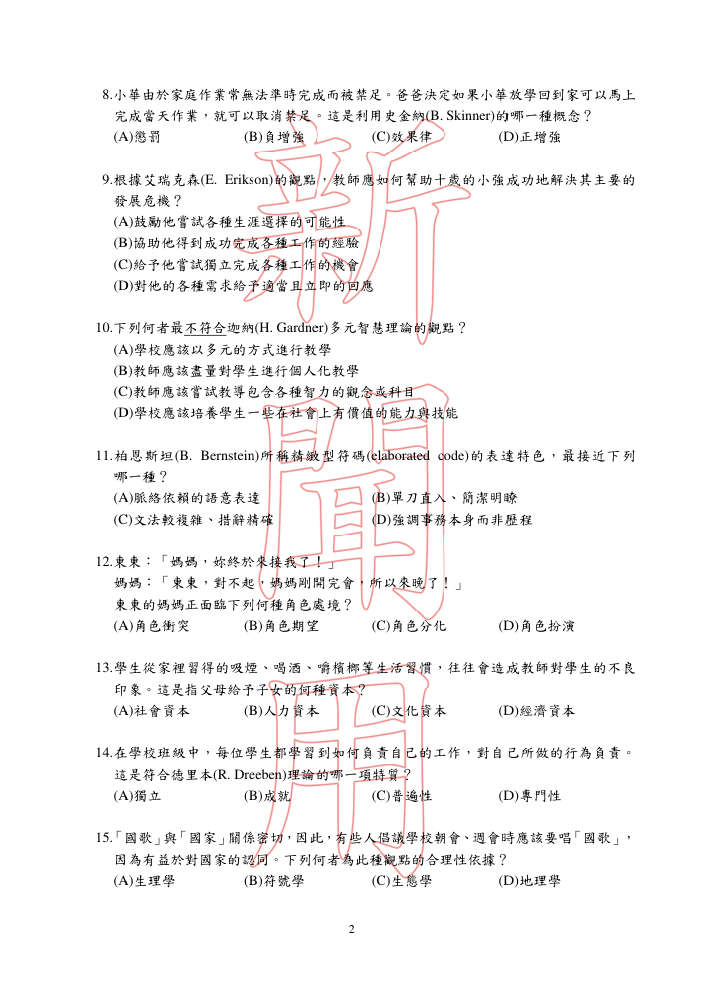 8.小華由於家庭作業常無法準時完成而被禁足。爸爸決定如果小華放學回到家可以馬上
完成當天作業，就可以取消禁足。這是利用史金納(B. Skinner)的哪一種概念？
(A)懲罰 (B)負增強 (C)效果律 (D)正增強
9.根據艾瑞克森(E. Erikson)的觀點，教師應如何幫助十歲的小強成功地解決其主要的
發展危機？
(A)鼓勵他嘗試各種生涯選擇的可能性
(B)協助他得到成功完成各種工作的經驗
(C)給予他嘗試獨立完成各種工作的機會
(D)對他的各種需求給予適當且立即的回應
10.下列何者最不符合迦納(H. Gardner)多元智慧理論的觀點？
(A)學校應該以多元的方式進行教學
(B)教師應該盡量對學生進行個人化教學
(C)教師應該嘗試教導包含各種智力的觀念或科目
(D)學校應該培養學生一些在社會上有價值的能力與技能
11.柏恩斯坦(B. Bernstein)所稱精緻型符碼(elaborated code)的表達特色，最接近下列
哪一種？
(A)脈絡依賴的語意表達 (B)單刀直入、簡潔明瞭
(C)文法較複雜、措辭精確 (D)強調事務本身而非歷程
12.東東：「媽媽，妳終於來接我了！」
媽媽：「東東，對不起，媽媽剛開完會，所以來晚了！」
東東的媽媽正面臨下列何種角色處境？
(A)角色衝突 (B)角色期望 (C)角色分化 (D)角色扮演
13.學生從家裡習得的吸煙、喝酒、嚼檳榔等生活習慣，往往會造成教師對學生的不良
印象。這是指父母給予子女的何種資本？
(A)社會資本 (B)人力資本 (C)文化資本 (D)經濟資本
14.在學校班級中，每位學生都學習到如何負責自己的工作，對自己所做的行為負責。
這是符合德里本(R. Dreeben)理論的哪一項特質？
(A)獨立 (B)成就 (C)普遍性 (D)專門性
15.「國歌」與「國家」關係密切，因此，有些人倡議學校朝會、週會時應該要唱「國歌」，
因為有益於對國家的認同。下列何者為此種觀點的合理性依據？
(A)生理學 (B)符號學 (C)生態學 (D)地理學
2
新聞用